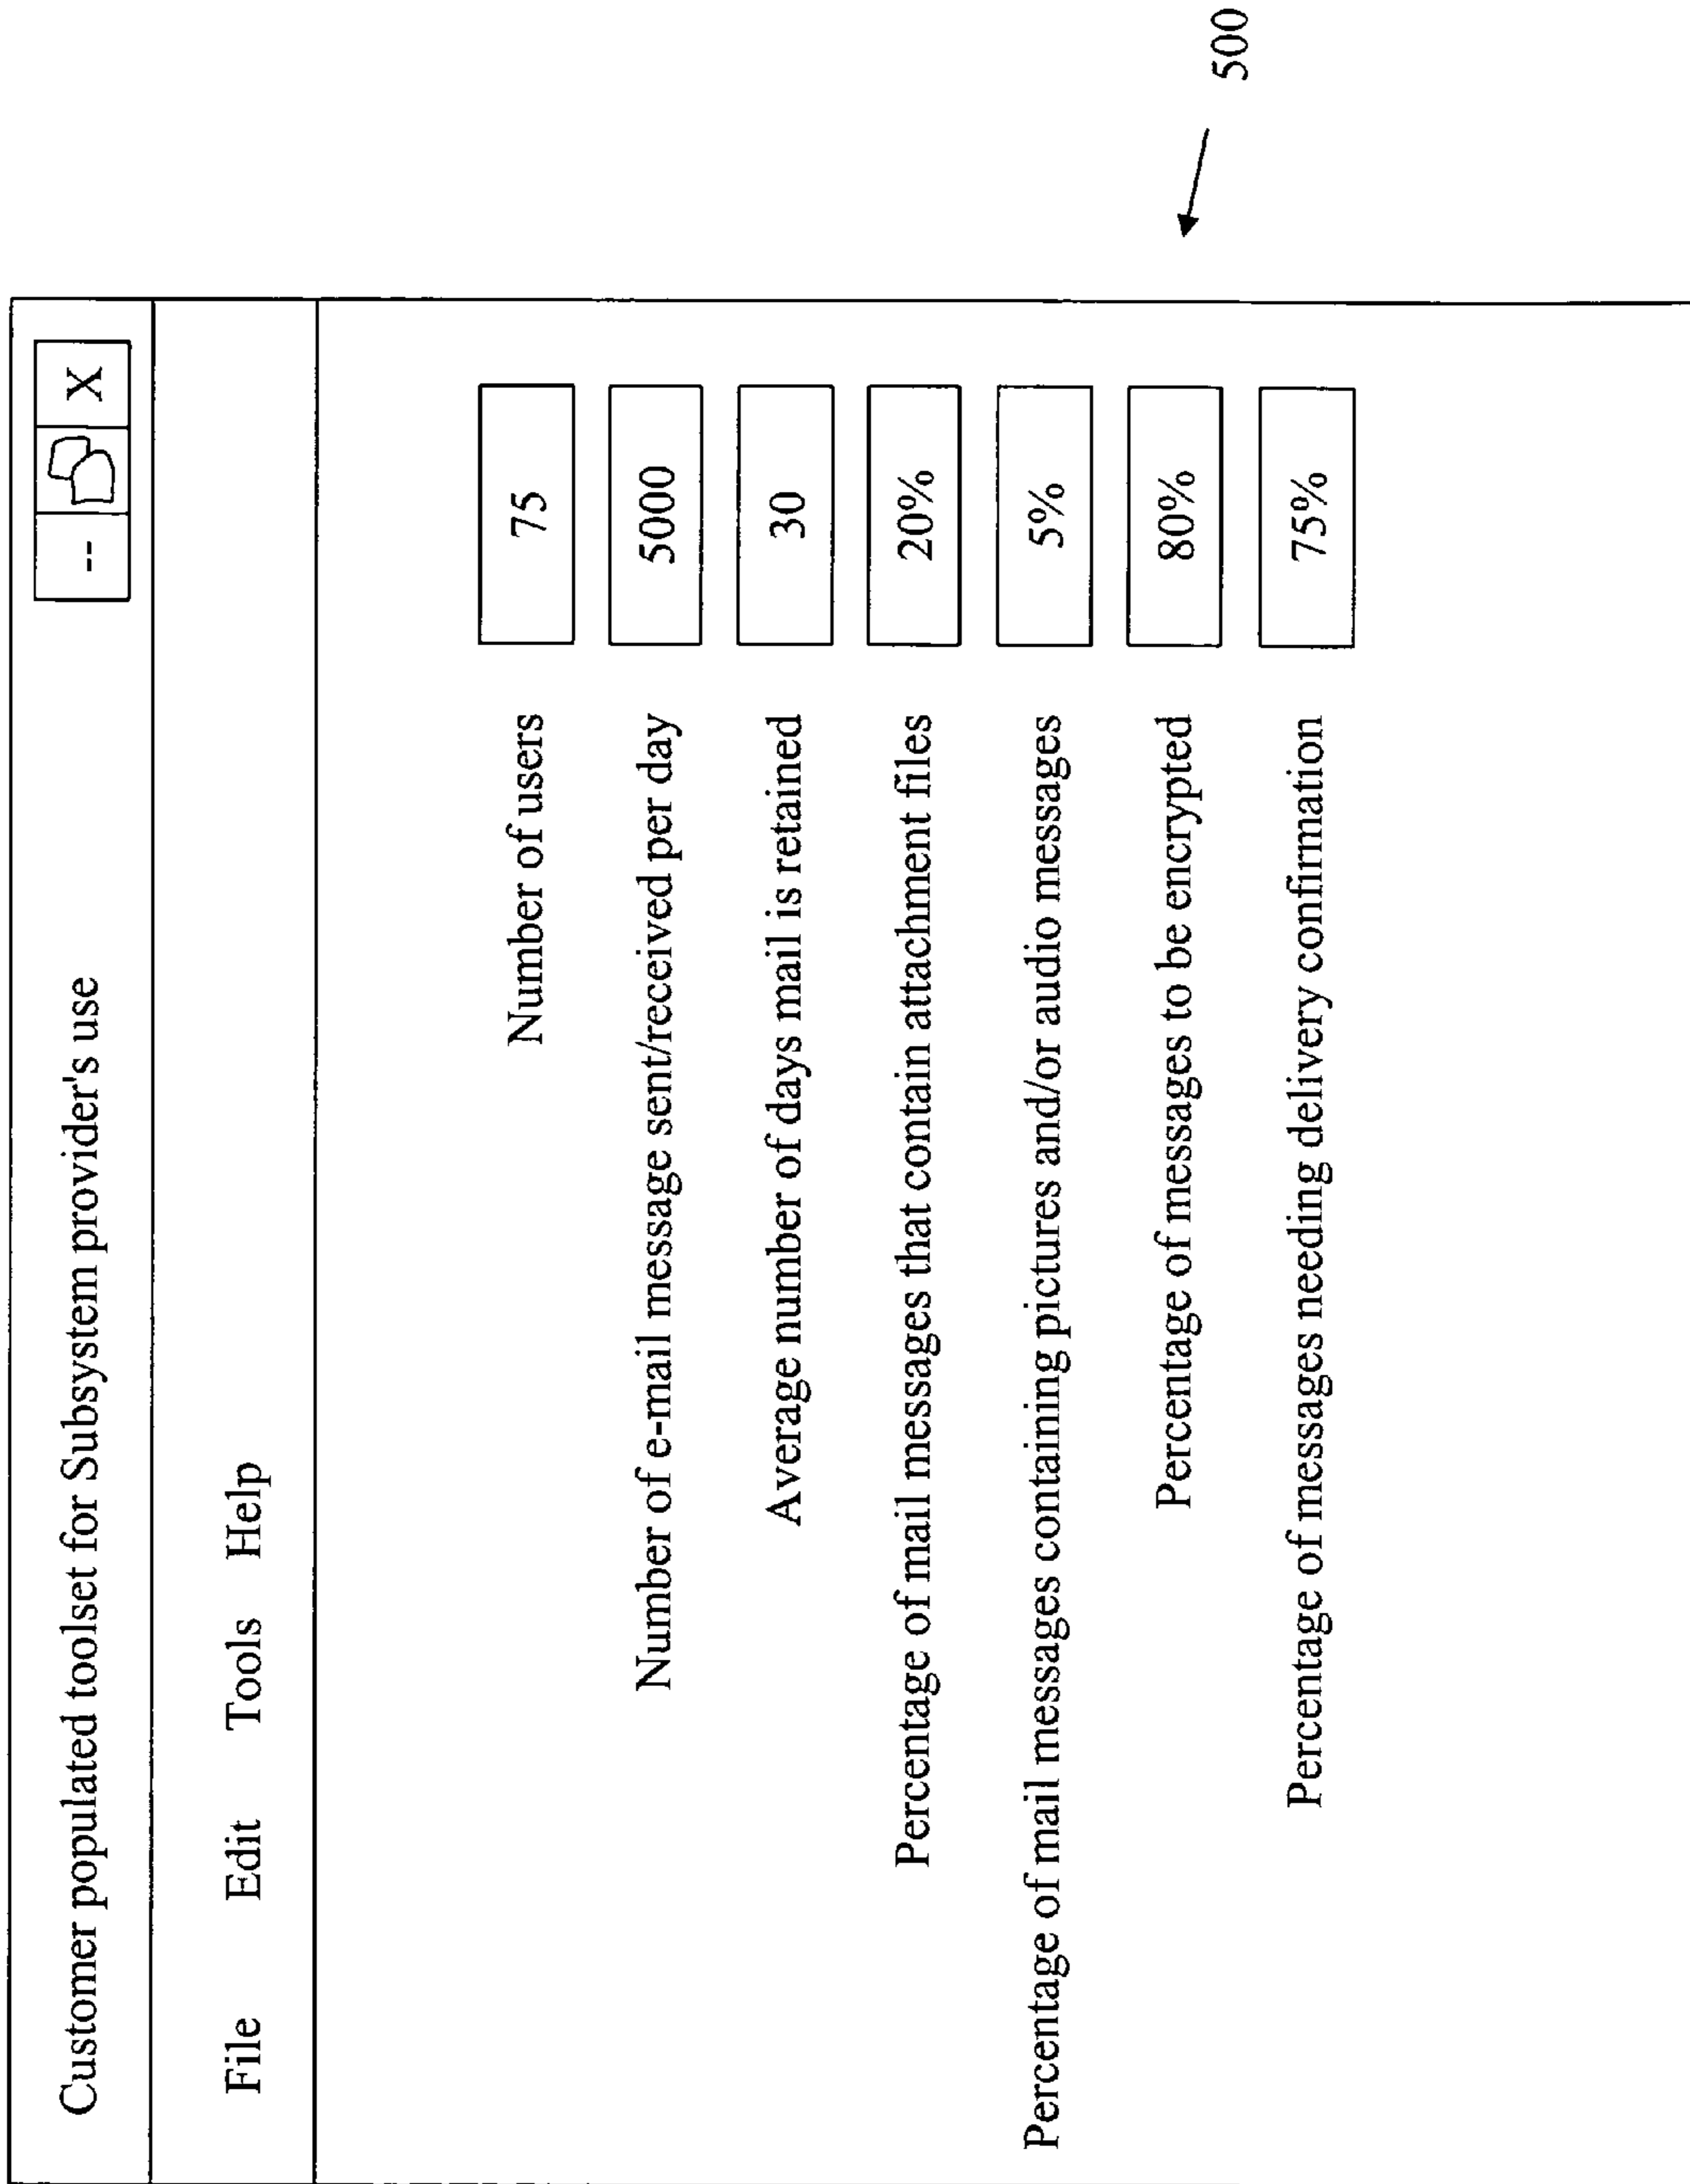 Customer populated toolset for Subsystem provider's use -- X
File Edit Tools Help
Number of users 75
Number of e-mail message sent/received per day 5000
Average number of days mail is retained 30
Percentage of mail messages that contain attachment files 20%
Percentage of mail messages containing pictures and/or audio messages 5%
Percentage of messages to be encrypted 80%
Percentage of messages needing delivery confirmation 75%
500